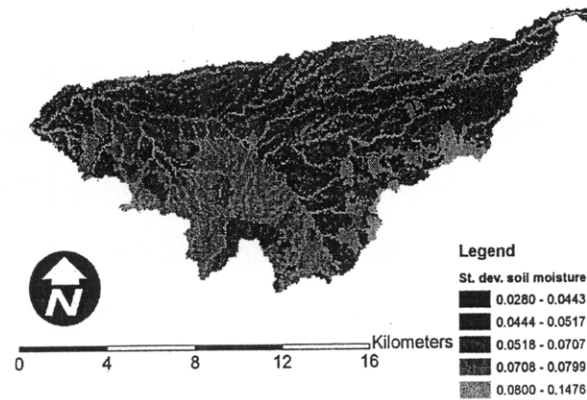 N
Kilometers
0 4 8 12 16
Legend
St. dev. soil moisture
0.0280 - 0.0443
0.0444 - 0.0517
0.0518 - 0.0707
0.0708 - 0.0799
0.0800 - 0.1476